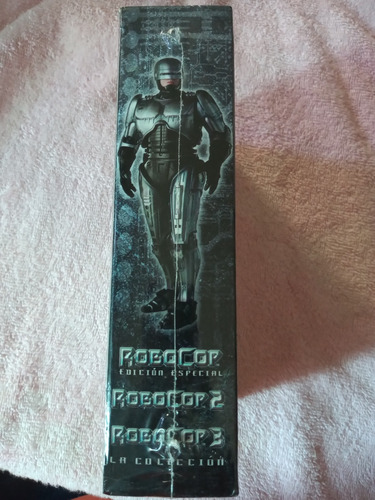 ROBOCOP
EDICIÓN ESPECIAL
ROBOCOP 2
ROBOCOP 3
LA COLECCIÓN